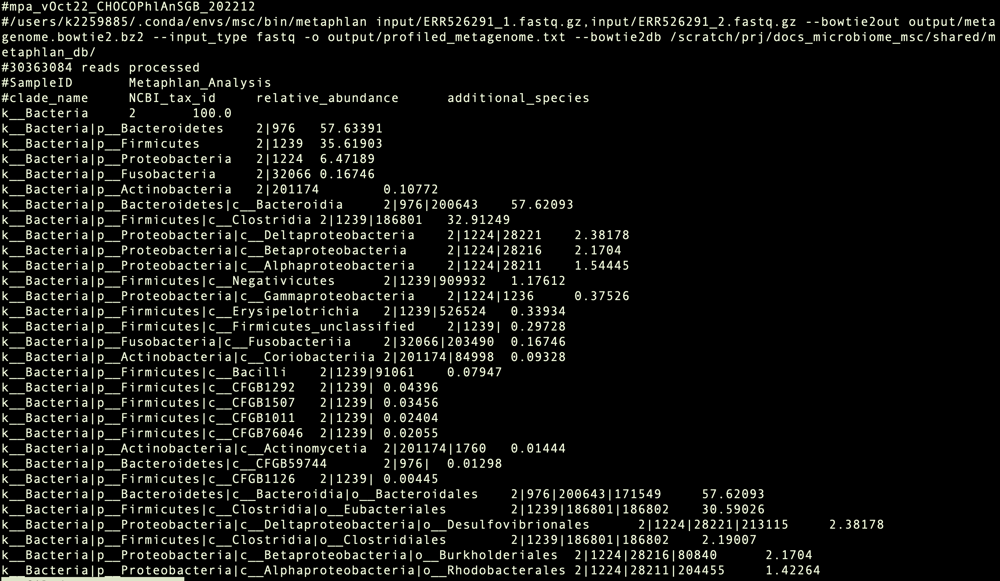 #mpa_vOct22_CHOCOPhlAnSGB_202212
#/users/k2259885/.conda/envs/msc/bin/metaphlan input/ERR526291_1.fastq.gz,input/ERR526291_2.fastq.gz --bowtie2out output/meta
genome.bowtie2.bz2 --input_type fastq -o output/profiled_metagenome.txt --bowtie2db /scratch/prj/docs_microbiome_msc/shared/m
etaphlan_db/
#30363084 reads processed
#SampleID Metaphlan_Analysis
#clade_name NCBI_tax_id relative_abundance additional_species
k__Bacteria 2 100.0
k__Bacteria|p__Bacteroidetes 2|976 57.63391
k__Bacteria|p__Firmicutes 2|1239 35.61903
k__Bacteria|p__Proteobacteria 2|1224 6.47189
k__Bacteria|p__Fusobacteria 2|32066 0.16746
k__Bacteria|p__Actinobacteria 2|201174 0.10772
k__Bacteria|p__Bacteroidetes|c__Bacteroidia 2|976|200643 57.62093
k__Bacteria|p__Firmicutes|c__Clostridia 2|1239|186801 32.91249
k__Bacteria|p__Proteobacteria|c__Deltaproteobacteria 2|1224|28221 2.38178
k__Bacteria|p__Proteobacteria|c__Betaproteobacteria 2|1224|28216 2.1704
k__Bacteria|p__Proteobacteria|c__Alphaproteobacteria 2|1224|28211 1.54445
k__Bacteria|p__Firmicutes|c__Negativicutes 2|1239|909932 1.17612
k__Bacteria|p__Proteobacteria|c__Gammaproteobacteria 2|1224|1236 0.37526
k__Bacteria|p__Firmicutes|c__Erysipelotrichia 2|1239|526524 0.33934
k__Bacteria|p__Firmicutes|c__Firmicutes_unclassified 2|1239| 0.29728
k__Bacteria|p__Fusobacteria|c__Fusobacteriia 2|32066|203490 0.16746
k__Bacteria|p__Actinobacteria|c__Coriobacteriia 2|201174|84998 0.09328
k__Bacteria|p__Firmicutes|c__Bacilli 2|1239|91061 0.07947
k__Bacteria|p__Firmicutes|c__CFGB1292 2|1239| 0.04396
k__Bacteria|p__Firmicutes|c__CFGB1507 2|1239| 0.03456
k__Bacteria|p__Firmicutes|c__CFGB1011 2|1239| 0.02404
k__Bacteria|p__Firmicutes|c__CFGB76046 2|1239| 0.02055
k__Bacteria|p__Actinobacteria|c__Actinomycetia 2|201174|1760 0.01444
k__Bacteria|p__Bacteroidetes|c__CFGB59744 2|976| 0.01298
k__Bacteria|p__Firmicutes|c__CFGB1126 2|1239| 0.00445
k__Bacteria|p__Bacteroidetes|c__Bacteroidia|o__Bacteroidales 2|976|200643|171549 57.62093
k__Bacteria|p__Firmicutes|c__Clostridia|o__Eubacteriales 2|1239|186801|186802 30.59026
k__Bacteria|p__Proteobacteria|c__Deltaproteobacteria|o__Desulfovibrionales 2|1224|28221|213115 2.38178
k__Bacteria|p__Firmicutes|c__Clostridia|o__Clostridiales 2|1239|186801|186802 2.19007
k__Bacteria|p__Proteobacteria|c__Betaproteobacteria|o__Burkholderiales 2|1224|28216|80840 2.1704
k__Bacteria|p__Proteobacteria|c__Alphaproteobacteria|o__Rhodobacterales 2|1224|28211|204455 1.42264